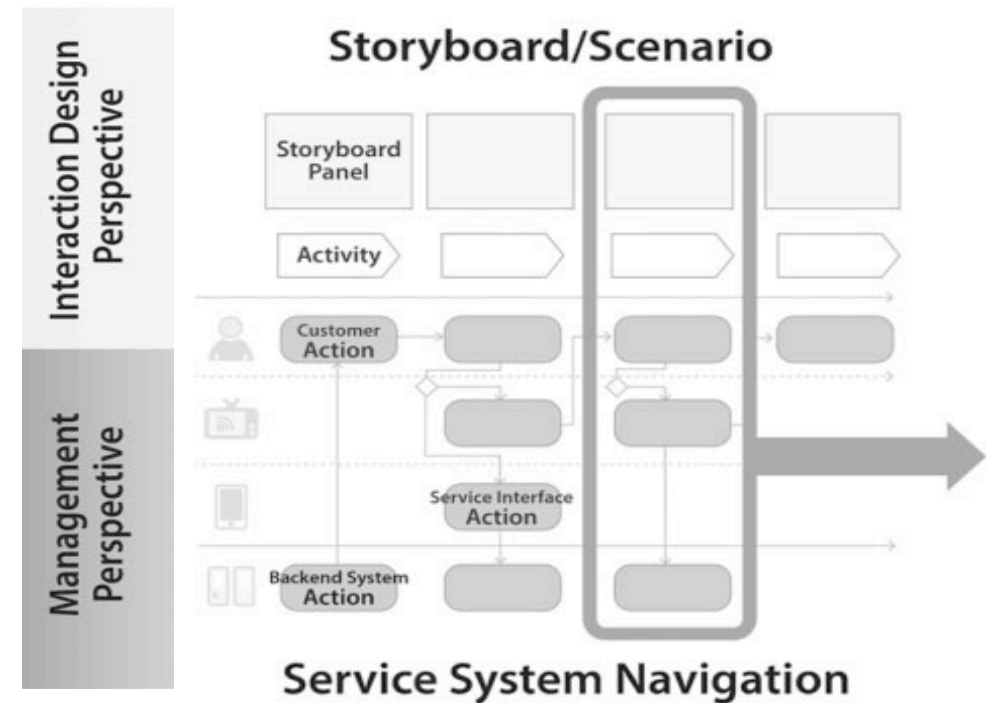 Storyboard/Scenario
Interaction Design
Perspective
Storyboard
Panel
Activity
Customer
Action
Management
Perspective
Service Interface
Action
Backend System
Action
Service System Navigation